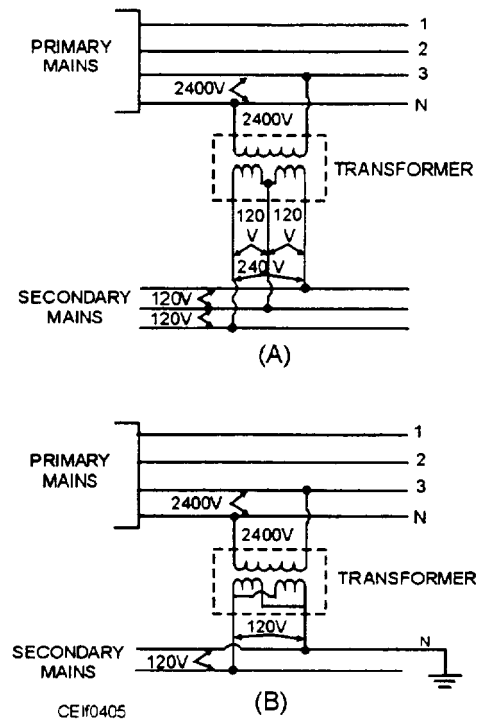 1
PRIMARY
MAINS
2
3
2400V
N
2400V
TRANSFORMER
120 120
V V
240 V
SECONDARY
MAINS
120V
120V
(A)
1
PRIMARY
MAINS
2
3
2400V
N
2400V
TRANSFORMER
120V
N
SECONDARY
MAINS
120V
(B)
CEIf0405